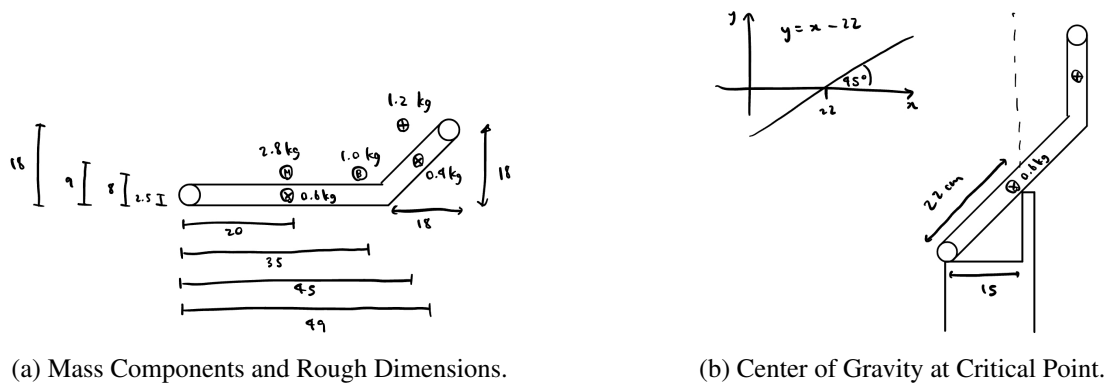 1.2 kg
2.8kg
1.0 kg
M
B
0.4kg
0.6kg
18
9
8
2.5
18
18
20
35
45
49
(a) Mass Components and Rough Dimensions.
y
y = x - 22
45°
22
x
0.6kg
22 cm
15
(b) Center of Gravity at Critical Point.